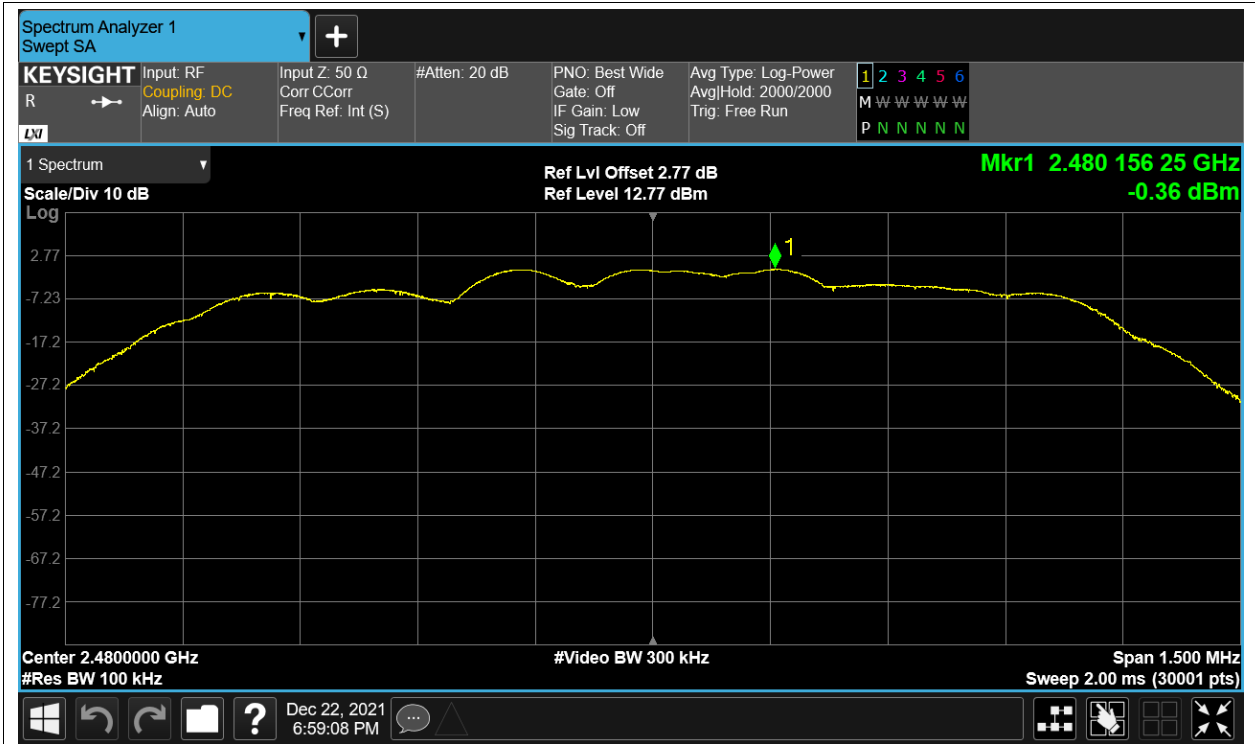 Spectrum Analyzer 1
Swept SA
KEYSIGHT
R
LXI
Input: RF
Coupling: DC
Align: Auto
Input Z: 50 Ω
Corr CCorr
Freq Ref: Int (S)
#Atten: 20 dB
PNO: Best Wide
Gate: Off
IF Gain: Low
Sig Track: Off
Avg Type: Log-Power
Avg|Hold: 2000/2000
Trig: Free Run
1 2 3 4 5 6
M W W W W W
P N N N N N
1 Spectrum
Scale/Div 10 dB
Ref Lvl Offset 2.77 dB
Ref Level 12.77 dBm
Mkr1 2.480 156 25 GHz
-0.36 dBm
Log
1
2.77
-7.23
-17.2
-27.2
-37.2
-47.2
-57.2
-67.2
-77.2
Center 2.4800000 GHz
#Video BW 300 kHz
Span 1.500 MHz
#Res BW 100 kHz
Sweep 2.00 ms (30001 pts)
?
Dec 22, 2021
6:59:08 PM